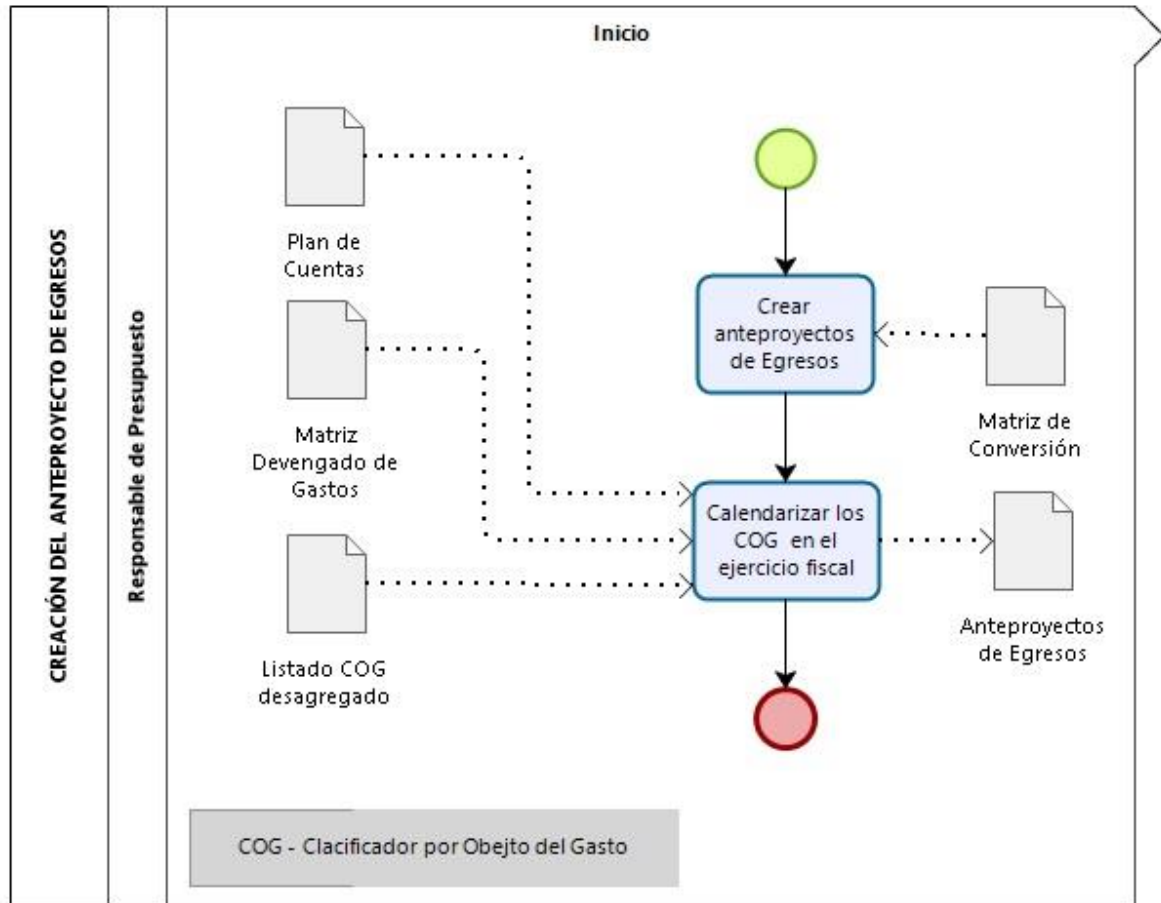 CREACIÓN DEL ANTEPROYECTO DE EGRESOS
Responsable de Presupuesto
Inicio
Plan de
Cuentas
Crear
anteproyectos
de Egresos
Matriz de
Conversión
Matriz
Devengado de
Gastos
Calendarizar los
COG en el
ejercicio fiscal
Anteproyectos
de Egresos
Listado COG
desagregado
COG - Clacificador por Obejto del Gasto